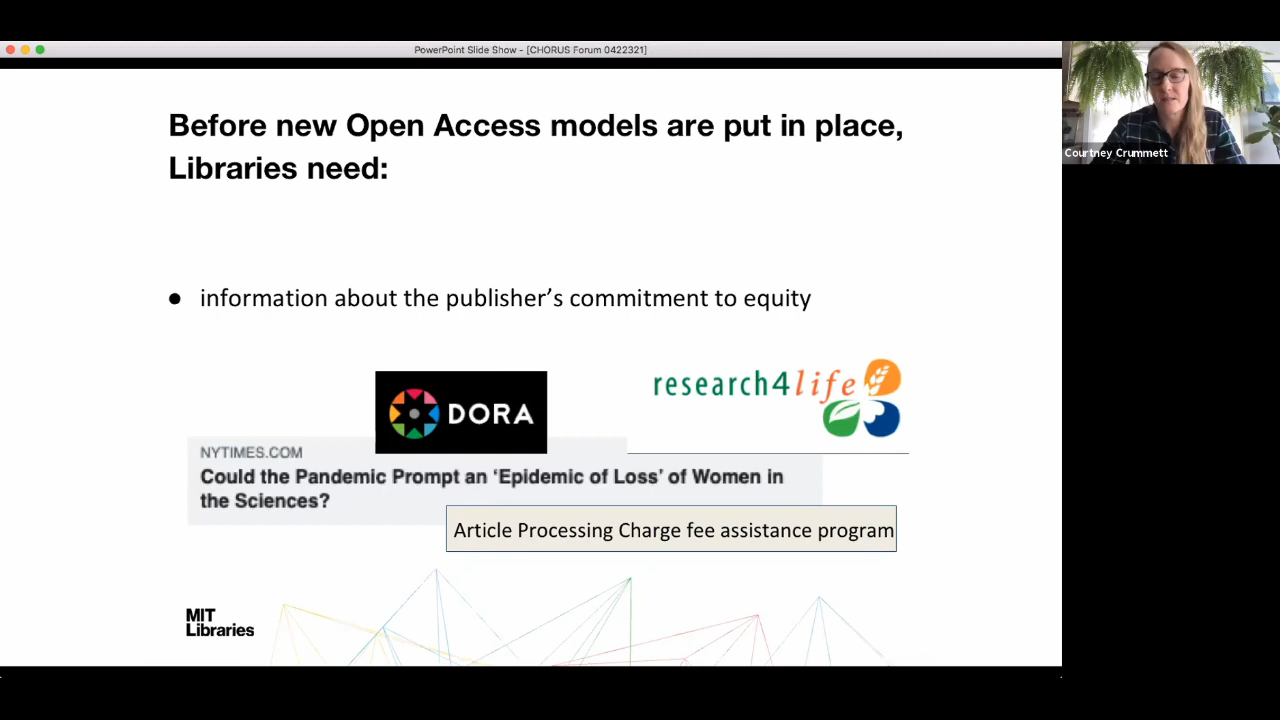 PowerPoint Slide Show - [CHORUS Forum 0422321]
Before new Open Access models are put in place,
Libraries need:
● information about the publisher's commitment to equity
DORA
research4life
NYTIMES.COM
Could the Pandemic Prompt an ‘Epidemic of Loss’ of Women in
the Sciences?
Article Processing Charge fee assistance program
MIT
Libraries
Courtney Crummett